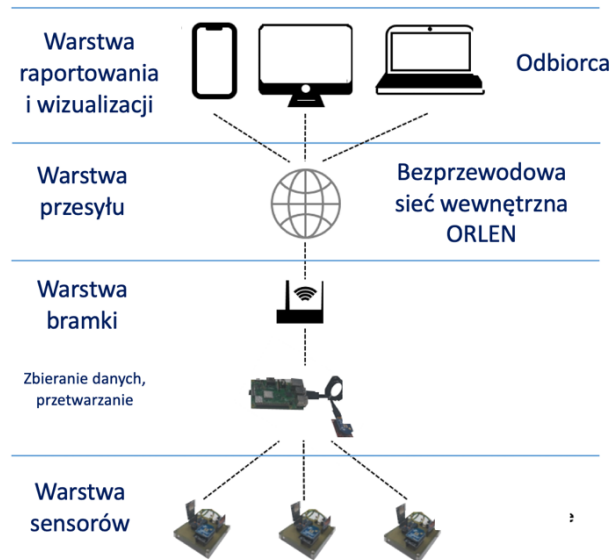 Warstwa
raportowania
i wizualizacji
Odbiorca
Warstwa
przesyłu
Bezprzewodowa
sieć wewnętrzna
ORLEN
Warstwa
bramki
Zbieranie danych,
przetwarzanie
Warstwa
sensorów